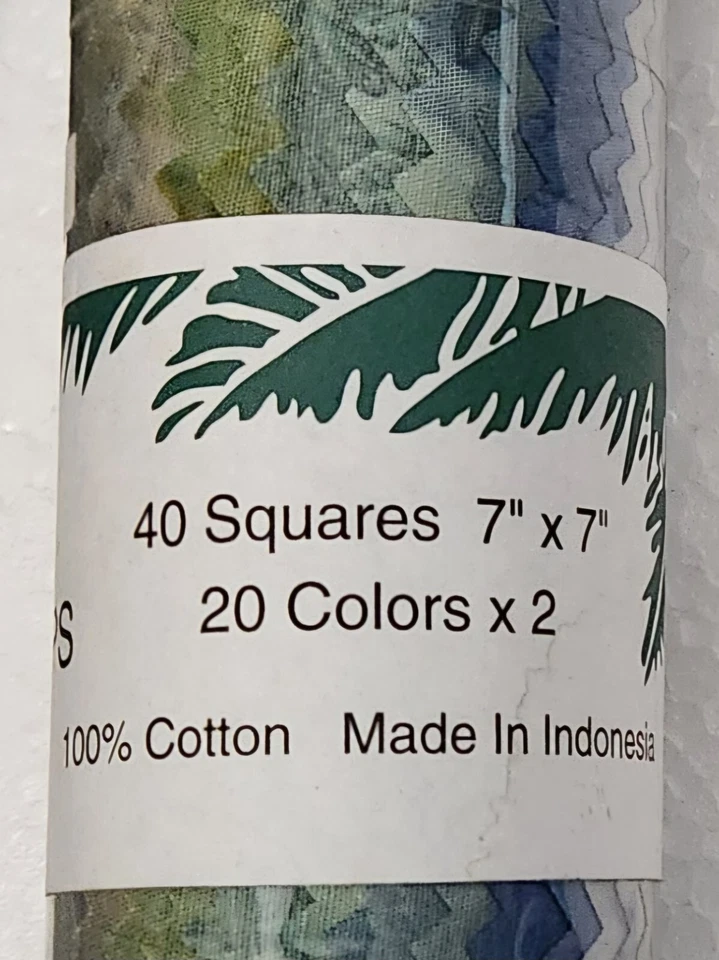 40 Squares 7" x 7"
20 Colors x 2
100% Cotton Made In Indonesia